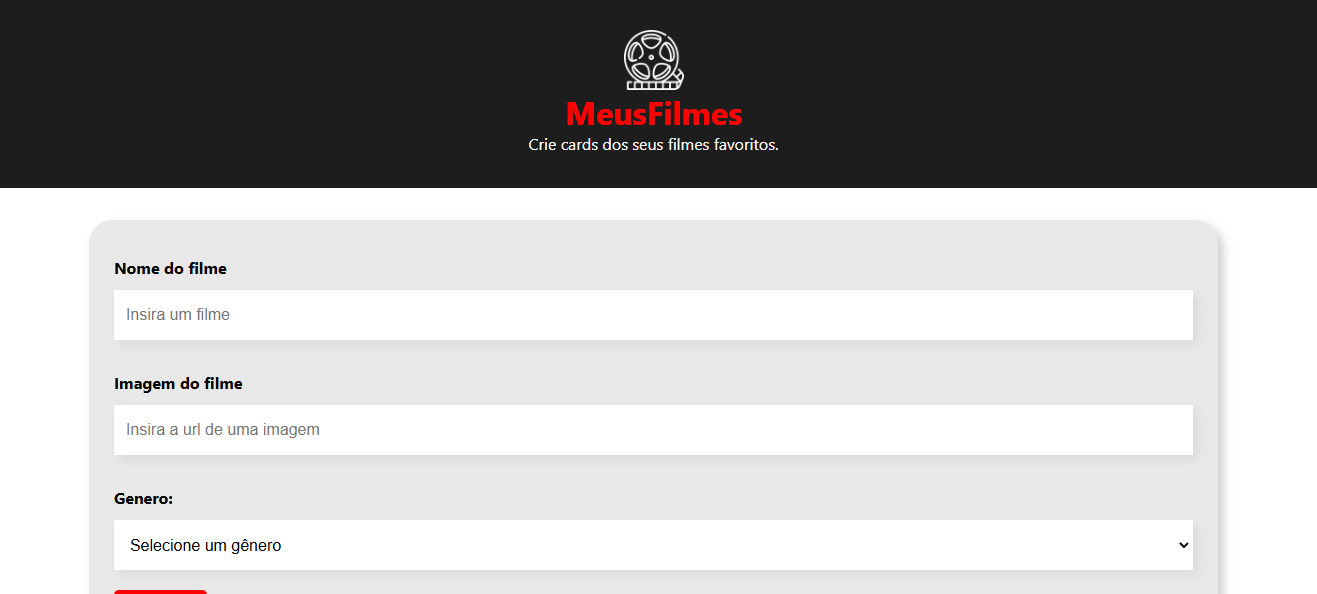 MeusFilmes
Crie cards dos seus filmes favoritos.
Nome do filme
Insira um filme
Imagem do filme
Insira a url de uma imagem
Genero:
Selecione um gênero